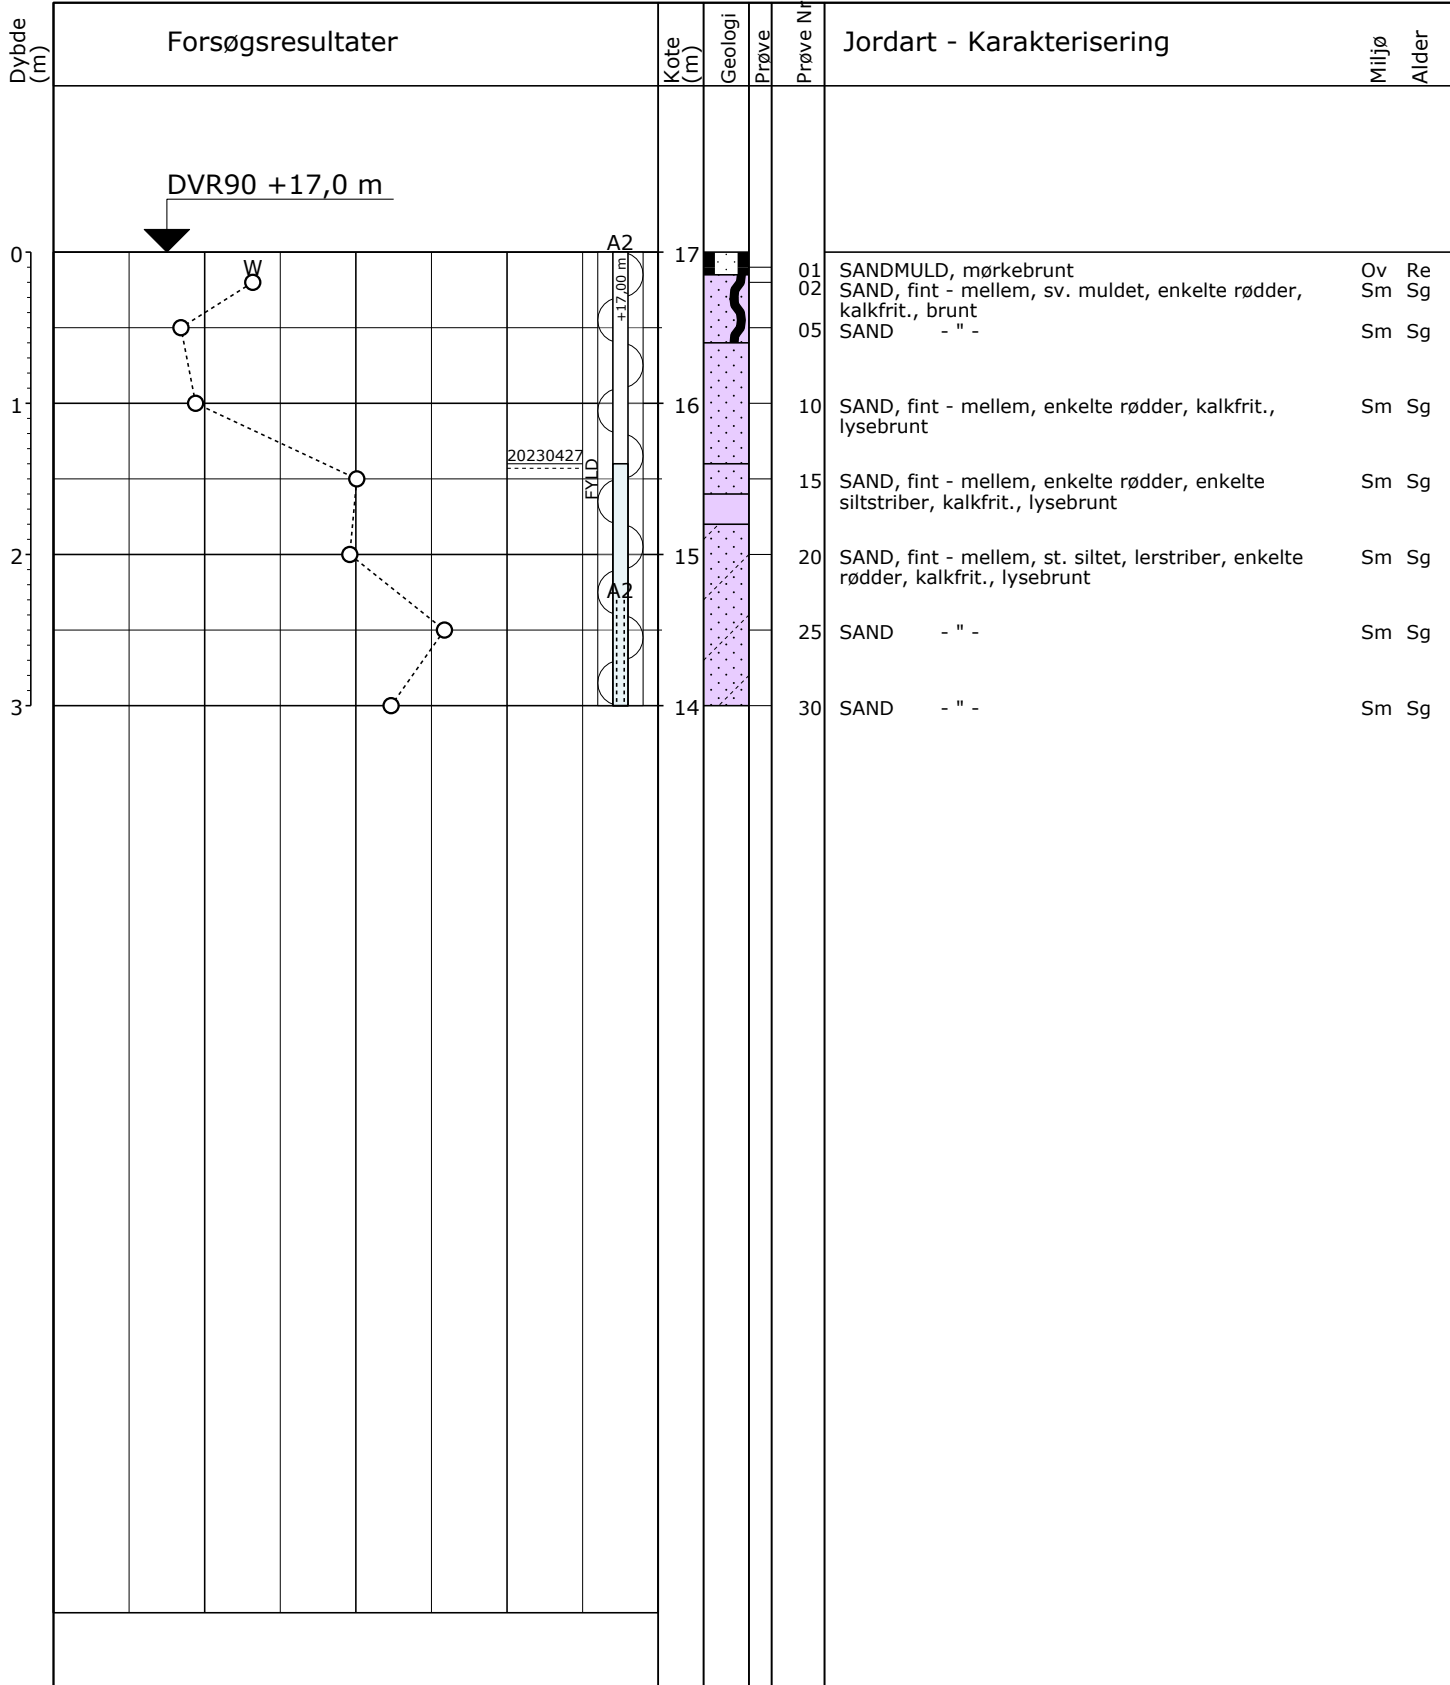 Dybde
(m)
Forsøgsresultater
Kote
(m)
Geologi
Prøve
Prøve Nr
Jordart - Karakterisering
Miljø
Alder
DVR90 +17,0 m
A2
0
W
+17,00 m
17
01 SANDMULD, mørkebrunt Ov Re
02 SAND, fint - mellem, sv. muldet, enkelte rødder, Sm Sg
kalkfrit., brunt
05 SAND - " - Sm Sg
1
16
10 SAND, fint - mellem, enkelte rødder, kalkfrit., Sm Sg
lysebrunt
20230427
FYLD
15 SAND, fint - mellem, enkelte rødder, enkelte Sm Sg
siltstriber, kalkfrit., lysebrunt
2
15
20 SAND, fint - mellem, st. siltet, lerstriber, enkelte Sm Sg
rødder, kalkfrit., lysebrunt
A2
25 SAND - " - Sm Sg
3
14
30 SAND - " - Sm Sg